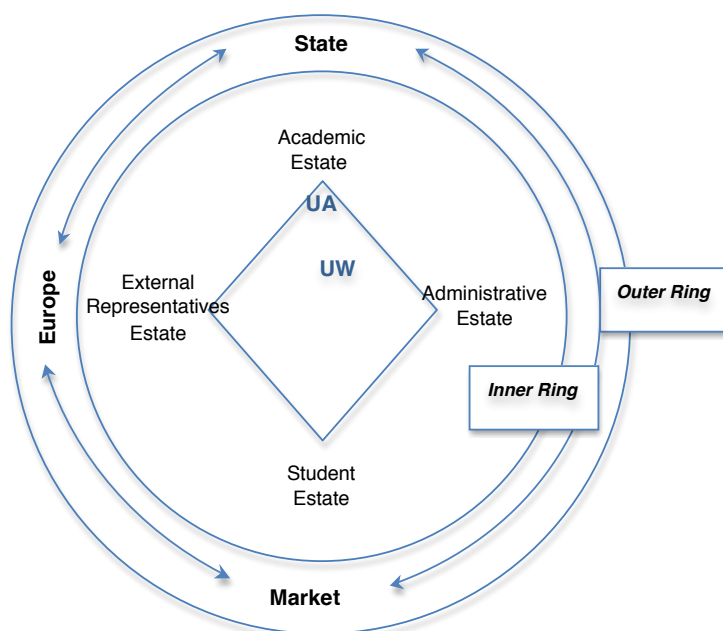 State
Academic
Estate
UA
UW
Europe
External
Representatives
Estate
Administrative
Estate
Outer Ring
Inner Ring
Student
Estate
Market